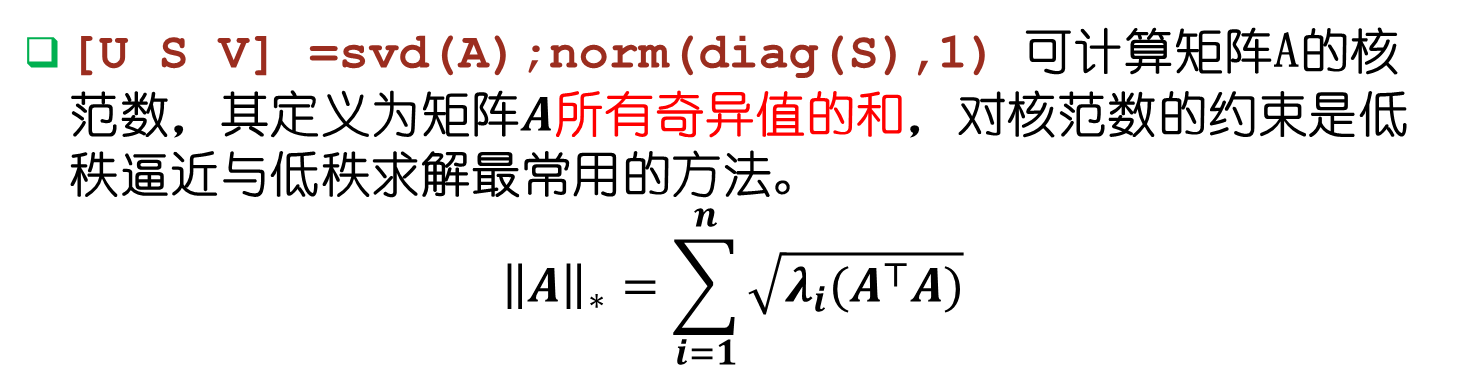 [U S V] =svd(A);norm(diag(S),1) 可计算矩阵A的核
范数，其定义为矩阵A所有奇异值的和，对核范数的约束是低
秩逼近与低秩求解最常用的方法。
‖A‖* = ∑_{i=1}^{n} √(λ_i(A^⊤A))